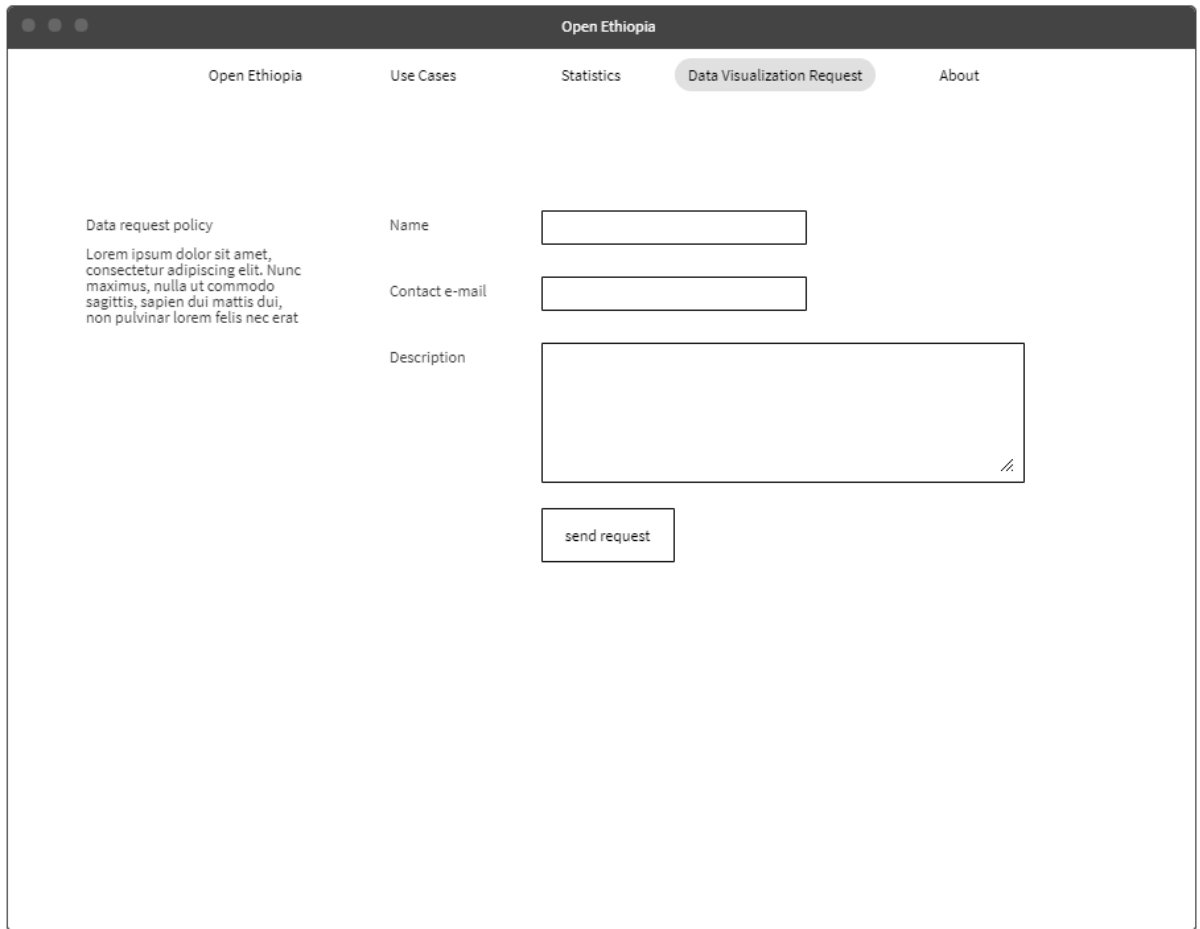 Open Ethiopia
Open Ethiopia Use Cases Statistics Data Visualization Request About
Data request policy
Lorem ipsum dolor sit amet,
consectetur adipiscing elit. Nunc
maximus, nulla ut commodo
sagittis, sapien dui mattis dui,
non pulvinar lorem felis nec erat
Name
Contact e-mail
Description
send request